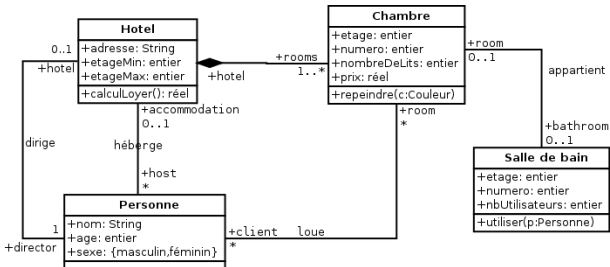 Hotel
+adresse: String
+etageMin: entier
+etageMax: entier
+calculLoyer(): réel
Chambre
+etage: entier
+numero: entier
+nombreDeLits: entier
+prix: réel
+repeindre(c:Couleur)
0..1
+hotel
+hotel
+rooms
1..*
+room
0..1
appartient
+accommodation
0..1
+room
*
+bathroom
0..1
dirige
héberge
Salle de bain
+etage: entier
+numero: entier
+nbUtilisateurs: entier
+utiliser(p:Personne)
+host
*
Personne
+nom: String
+age: entier
+sexe: {masculin,féminin}
1
+director
+client
loue
*